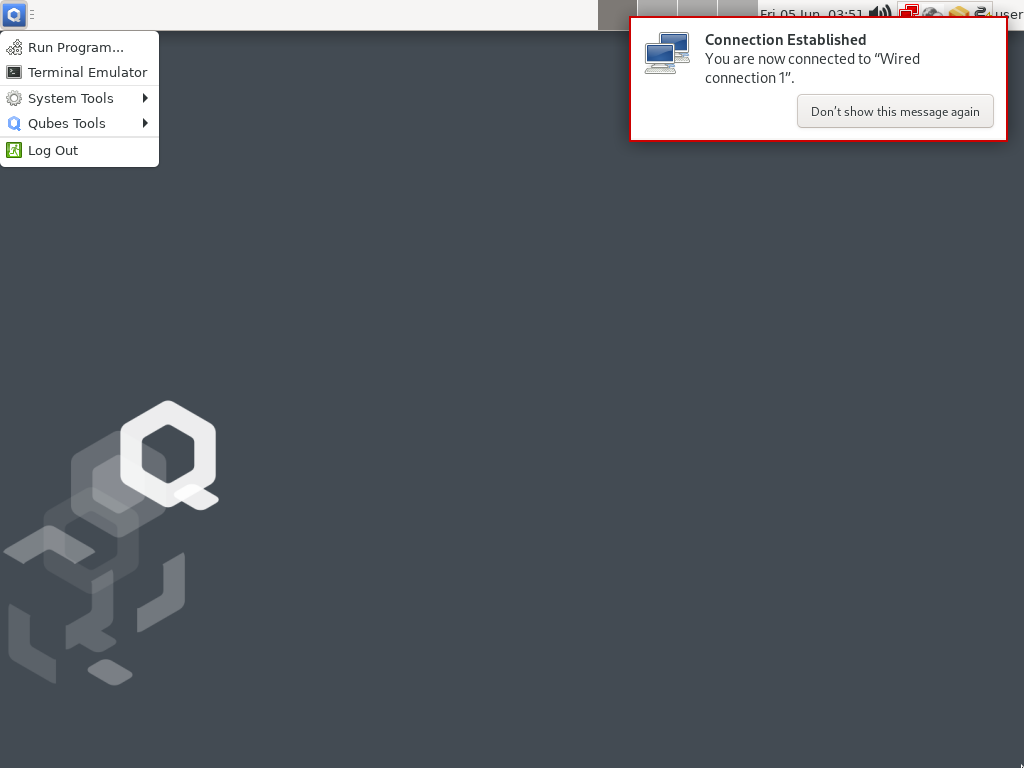 Fri 05 Jun, 03:51
user
Run Program...
Terminal Emulator
System Tools
Qubes Tools
Log Out
Connection Established
You are now connected to “Wired
connection 1”.
Don’t show this message again